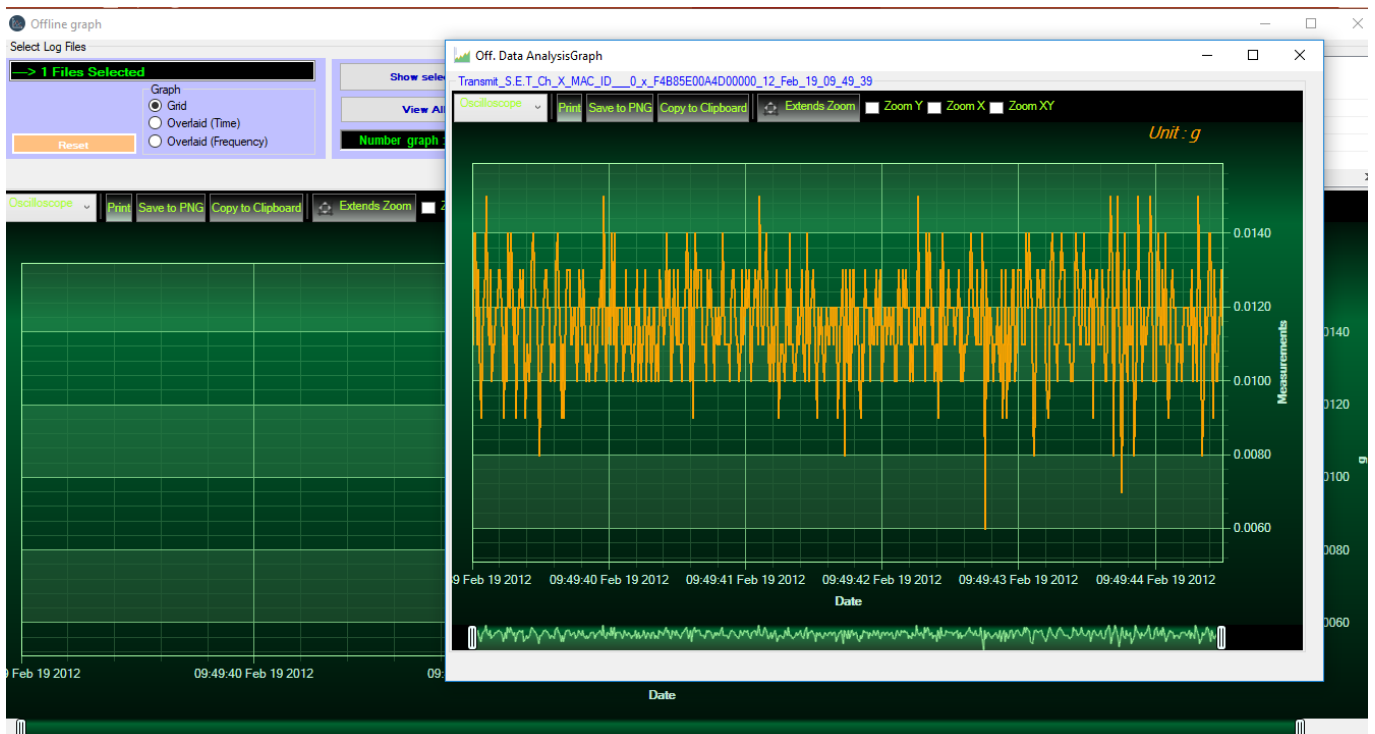 Offline graph
Select Log Files
—> 1 Files Selected
Graph
Grid
Overlaid (Time)
Overlaid (Frequency)
Reset
Show sele
View All
Number graph :
Oscilloscope
Print
Save to PNG
Copy to Clipboard
Extends Zoom
0140
0120
0100
0080
0060
g
9 Feb 19 2012
09:49:40 Feb 19 2012
09:
Date
Off. Data AnalysisGraph
Transmit_S.E.T_Ch_X_MAC_ID___0_x_F4B85E00A4D00000_12_Feb_19_09_49_39
Oscilloscope
Print
Save to PNG
Copy to Clipboard
Extends Zoom
Zoom Y
Zoom X
Zoom XY
Unit : g
0.0140
0.0120
0.0100
0.0080
0.0060
Measurements
9 Feb 19 2012
09:49:40 Feb 19 2012
09:49:41 Feb 19 2012
09:49:42 Feb 19 2012
09:49:43 Feb 19 2012
09:49:44 Feb 19 2012
Date